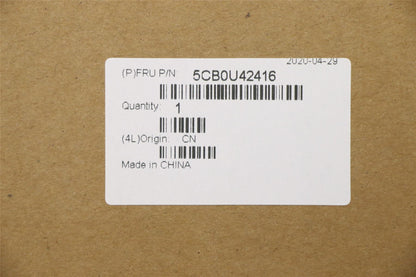 2020-04-29
(P)FRU P/N: 5CB0U42416
Quantity: 1
(4L)Origin: CN
Made in CHINA